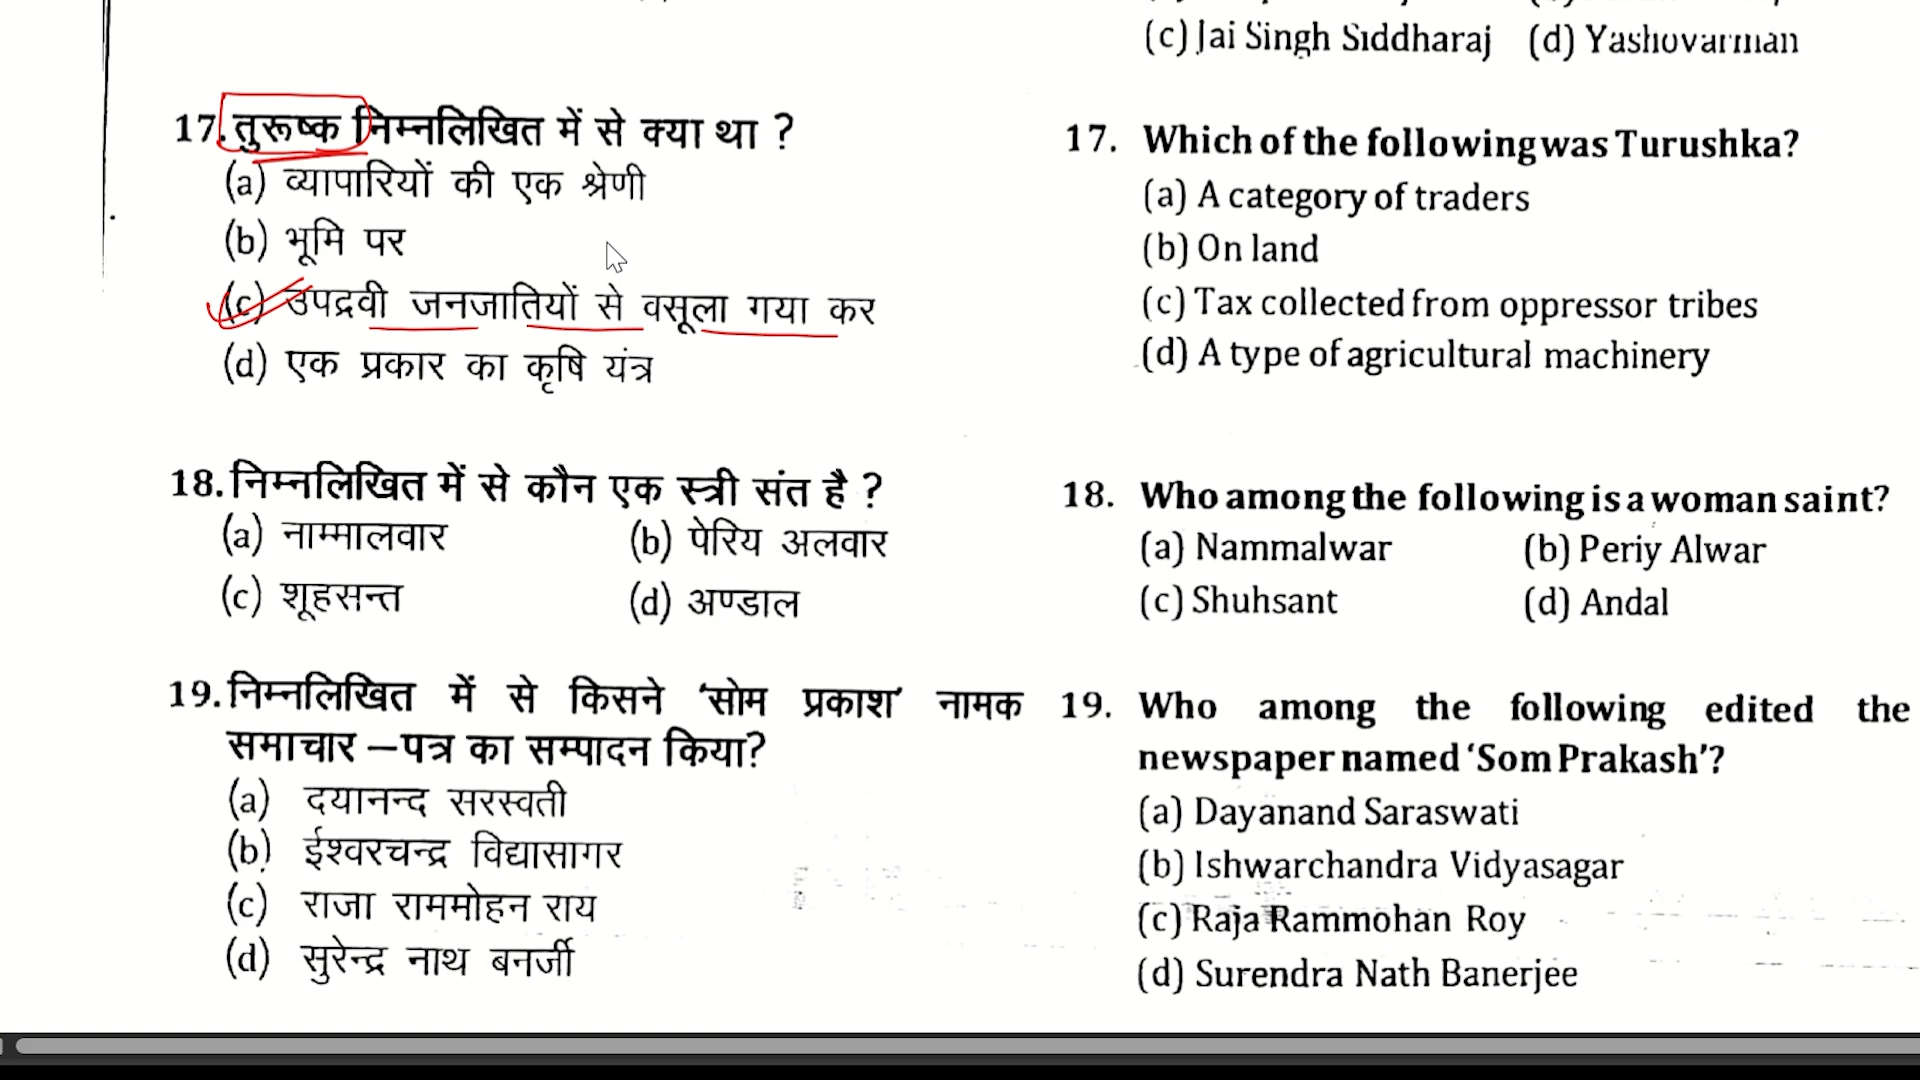 (c) Jai Singh Siddharaj (d) Yashovarman
17. तुरूष्क निम्नलिखित में से क्या था ?
(a) व्यापारियों की एक श्रेणी
(b) भूमि पर
(c) उपद्रवी जनजातियों से वसूला गया कर
(d) एक प्रकार का कृषि यंत्र
18. निम्नलिखित में से कौन एक स्त्री संत है ?
(a) नाम्मालवार (b) पेरिय अलवार
(c) शूहसन्त (d) अण्डाल
19. निम्नलिखित में से किसने ‘सोम प्रकाश’ नामक
समाचार –पत्र का सम्पादन किया?
(a) दयानन्द सरस्वती
(b) ईश्वरचन्द्र विद्यासागर
(c) राजा राममोहन राय
(d) सुरेन्द्र नाथ बनर्जी
17. Which of the following was Turushka?
(a) A category of traders
(b) On land
(c) Tax collected from oppressor tribes
(d) A type of agricultural machinery
18. Who among the following is a woman saint?
(a) Nammalwar (b) Periy Alwar
(c) Shuhsant (d) Andal
19. Who among the following edited the
newspaper named ‘Som Prakash’?
(a) Dayanand Saraswati
(b) Ishwarchandra Vidyasagar
(c) Raja Rammohan Roy
(d) Surendra Nath Banerjee